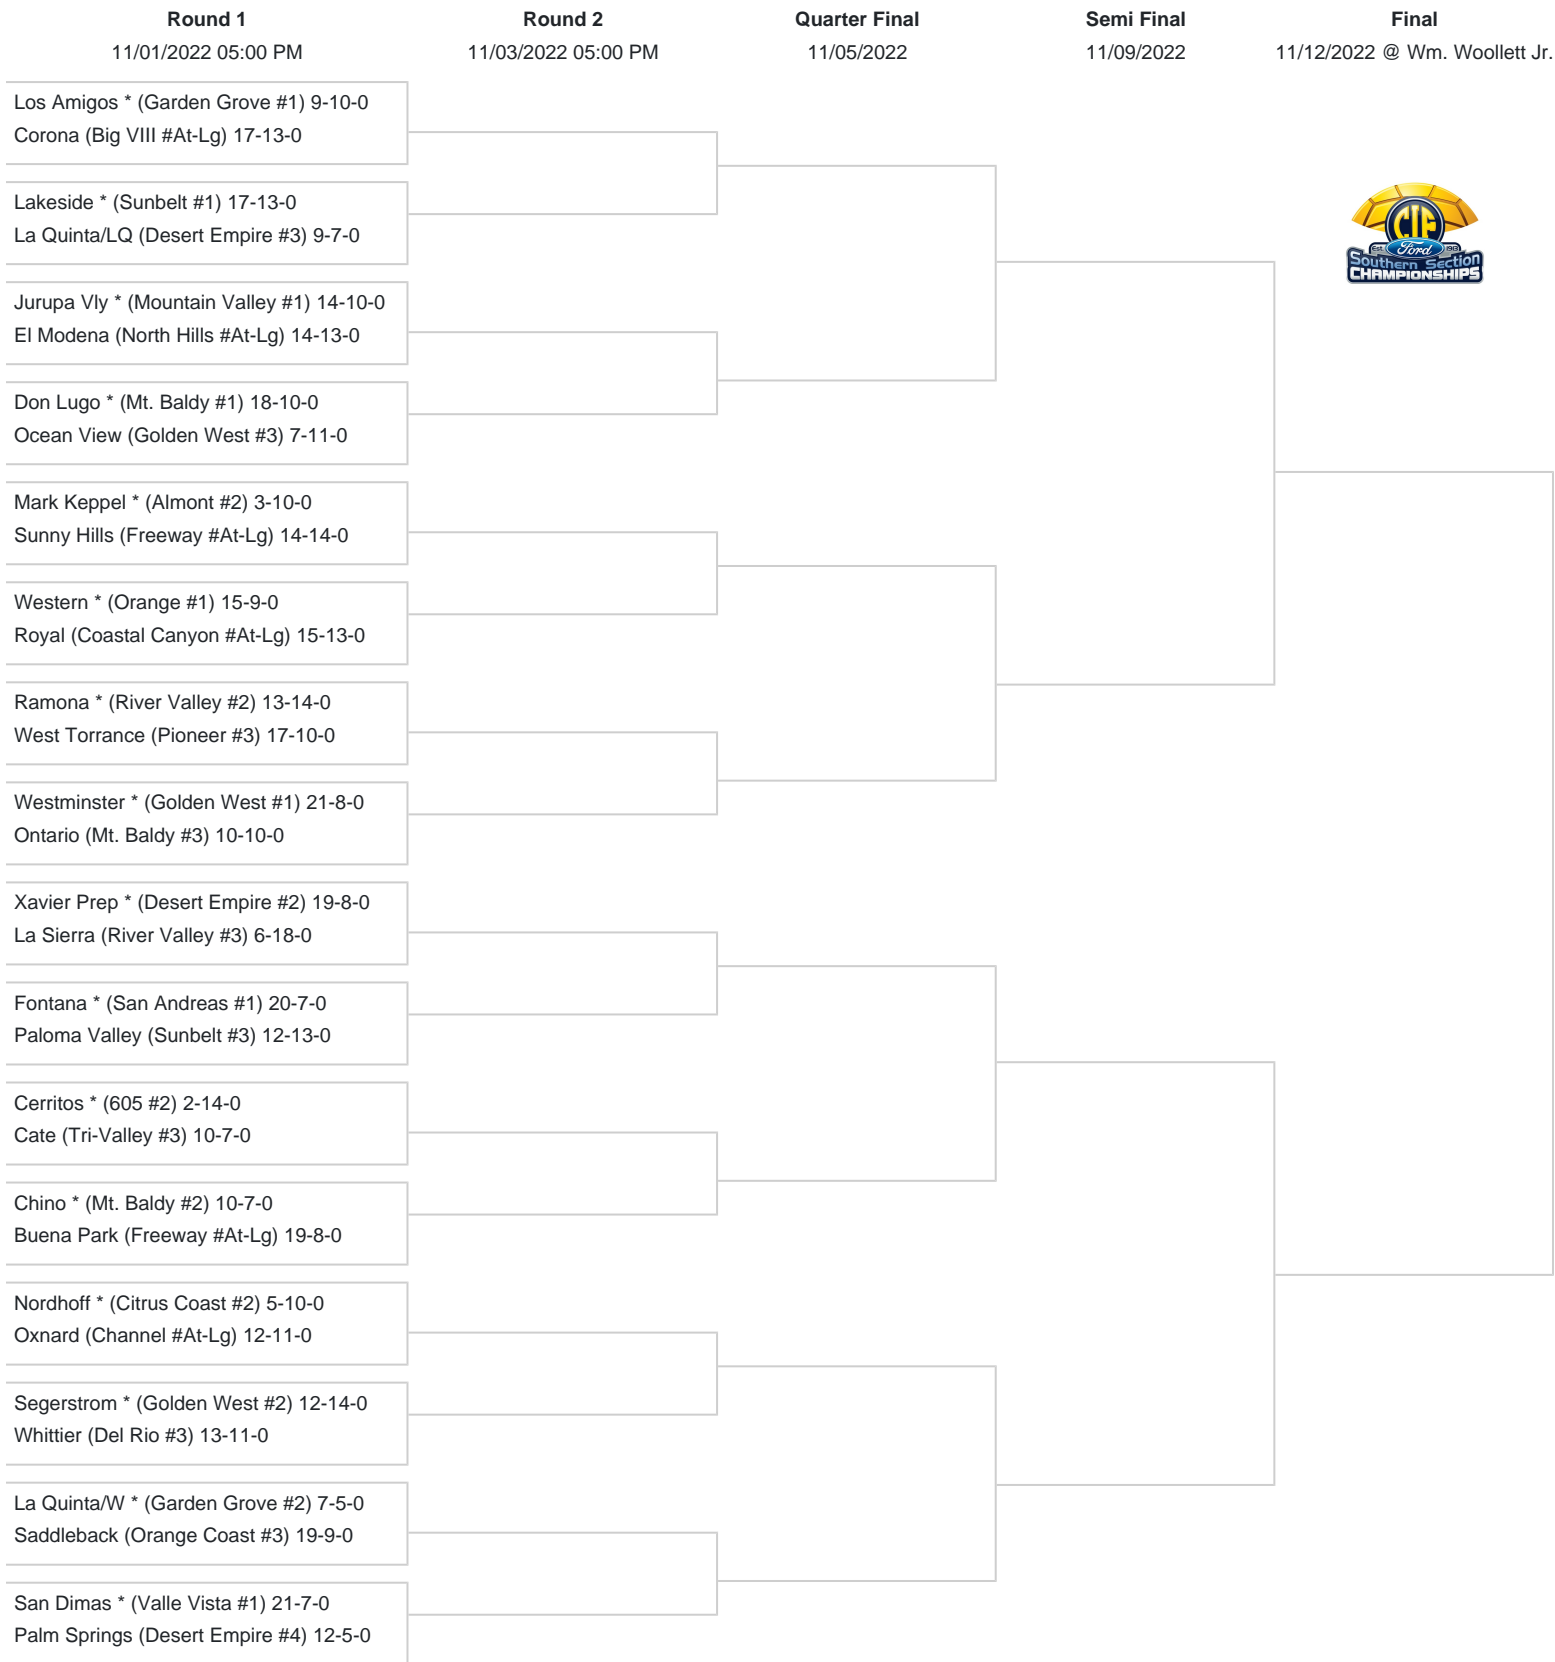 Round 1 Round 2 Quarter Final Semi Final Final
11/01/2022 05:00 PM 11/03/2022 05:00 PM 11/05/2022 11/09/2022 11/12/2022 @ Wm. Woollett Jr.
Los Amigos * (Garden Grove #1) 9-10-0
Corona (Big VIII #At-Lg) 17-13-0
Lakeside * (Sunbelt #1) 17-13-0
La Quinta/LQ (Desert Empire #3) 9-7-0
CIF
Ford
Est. 1913
Southern Section
CHAMPIONSHIPS
Jurupa Vly * (Mountain Valley #1) 14-10-0
El Modena (North Hills #At-Lg) 14-13-0
Don Lugo * (Mt. Baldy #1) 18-10-0
Ocean View (Golden West #3) 7-11-0
Mark Keppel * (Almont #2) 3-10-0
Sunny Hills (Freeway #At-Lg) 14-14-0
Western * (Orange #1) 15-9-0
Royal (Coastal Canyon #At-Lg) 15-13-0
Ramona * (River Valley #2) 13-14-0
West Torrance (Pioneer #3) 17-10-0
Westminster * (Golden West #1) 21-8-0
Ontario (Mt. Baldy #3) 10-10-0
Xavier Prep * (Desert Empire #2) 19-8-0
La Sierra (River Valley #3) 6-18-0
Fontana * (San Andreas #1) 20-7-0
Paloma Valley (Sunbelt #3) 12-13-0
Cerritos * (605 #2) 2-14-0
Cate (Tri-Valley #3) 10-7-0
Chino * (Mt. Baldy #2) 10-7-0
Buena Park (Freeway #At-Lg) 19-8-0
Nordhoff * (Citrus Coast #2) 5-10-0
Oxnard (Channel #At-Lg) 12-11-0
Segerstrom * (Golden West #2) 12-14-0
Whittier (Del Rio #3) 13-11-0
La Quinta/W * (Garden Grove #2) 7-5-0
Saddleback (Orange Coast #3) 19-9-0
San Dimas * (Valle Vista #1) 21-7-0
Palm Springs (Desert Empire #4) 12-5-0